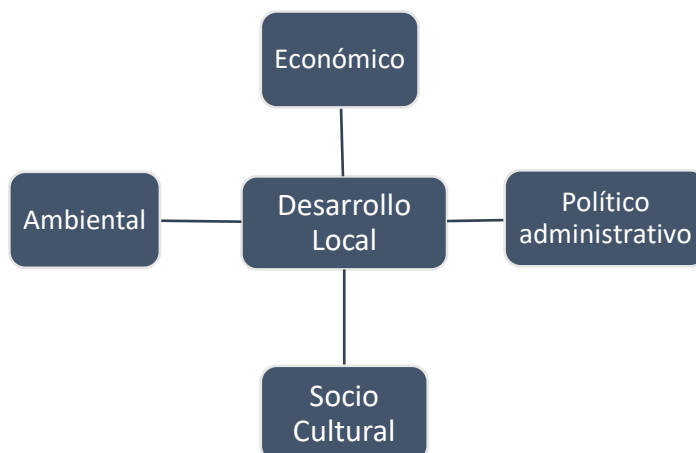 Económico
Ambiental
Desarrollo
Local
Político
administrativo
Socio
Cultural